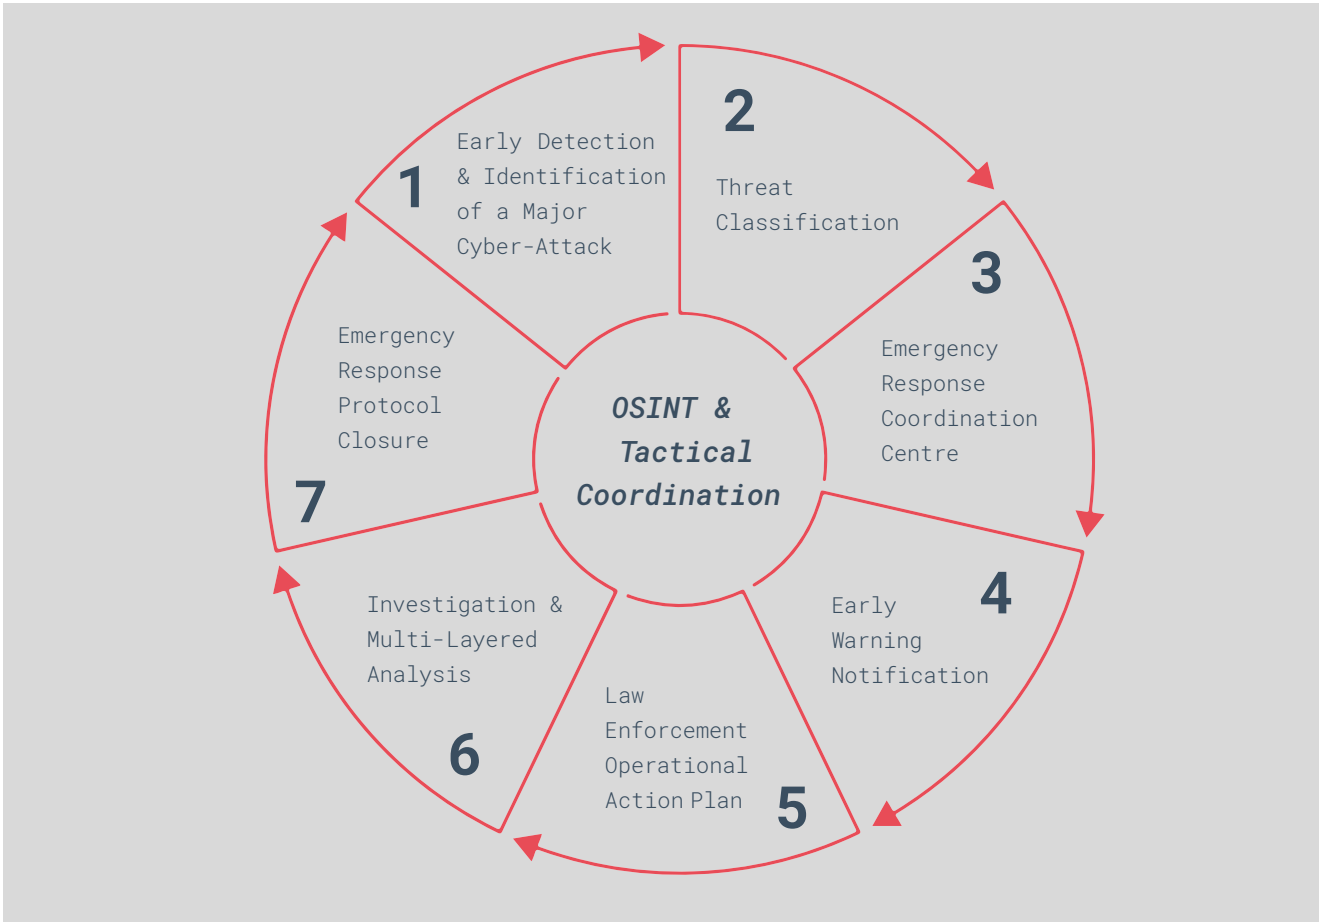 1
Early Detection
& Identification
of a Major
Cyber-Attack
2
Threat
Classification
3
Emergency
Response
Coordination
Centre
4
Early
Warning
Notification
5
Law
Enforcement
Operational
Action Plan
6
Investigation &
Multi-Layered
Analysis
7
Emergency
Response
Protocol
Closure
OSINT &
Tactical
Coordination